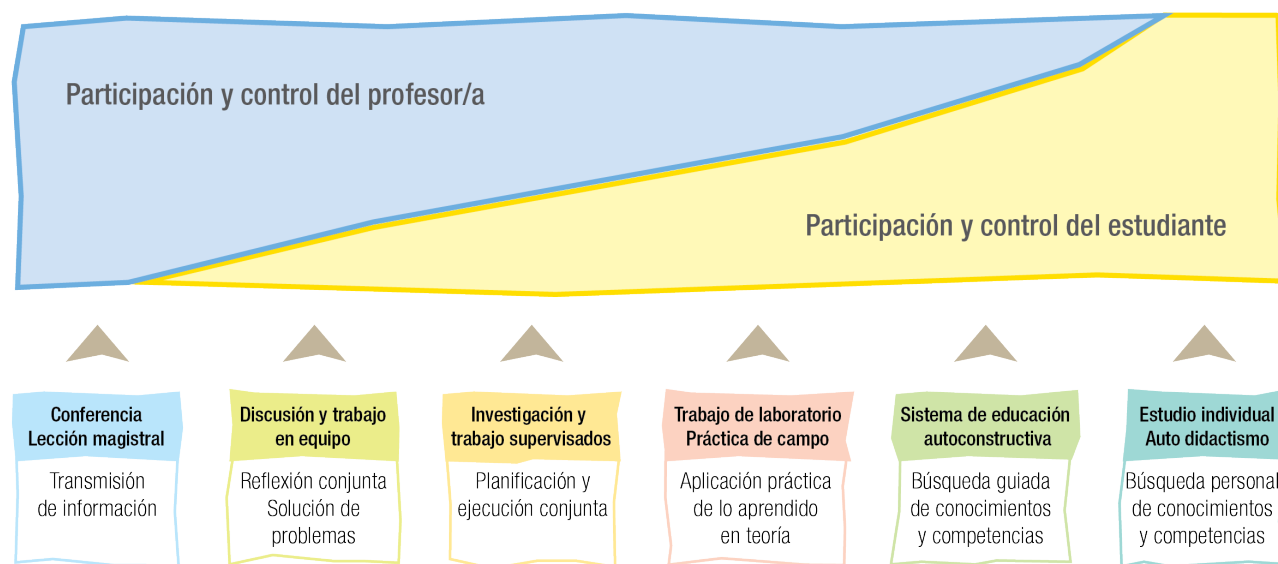 Participación y control del profesor/a
Participación y control del estudiante
Conferencia
Lección magistral
Transmisión
de información
Discusión y trabajo
en equipo
Reflexión conjunta
Solución de
problemas
Investigación y
trabajo supervisados
Planificación y
ejecución conjunta
Trabajo de laboratorio
Práctica de campo
Aplicación práctica
de lo aprendido
en teoría
Sistema de educación
autoconstructiva
Búsqueda guiada
de conocimientos
y competencias
Estudio individual
Auto didactismo
Búsqueda personal
de conocimientos
y competencias